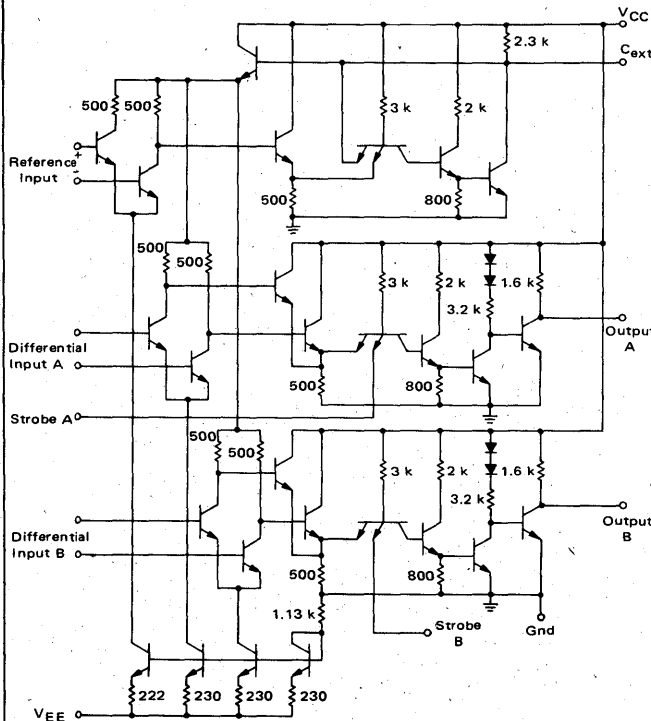 VCC
2.3 k
Cext
500 500
3 k
2 k
Reference
Input
+
-
500
800
500
500
3 k
2 k
1.6 k
3.2 k
Output
A
Differential
Input A
500
800
Strobe A
500
500
3 k
2 k
1.6 k
3.2 k
Output
B
Differential
Input B
500
800
1.13 k
Strobe
B
Gnd
222
230
230
230
VEE